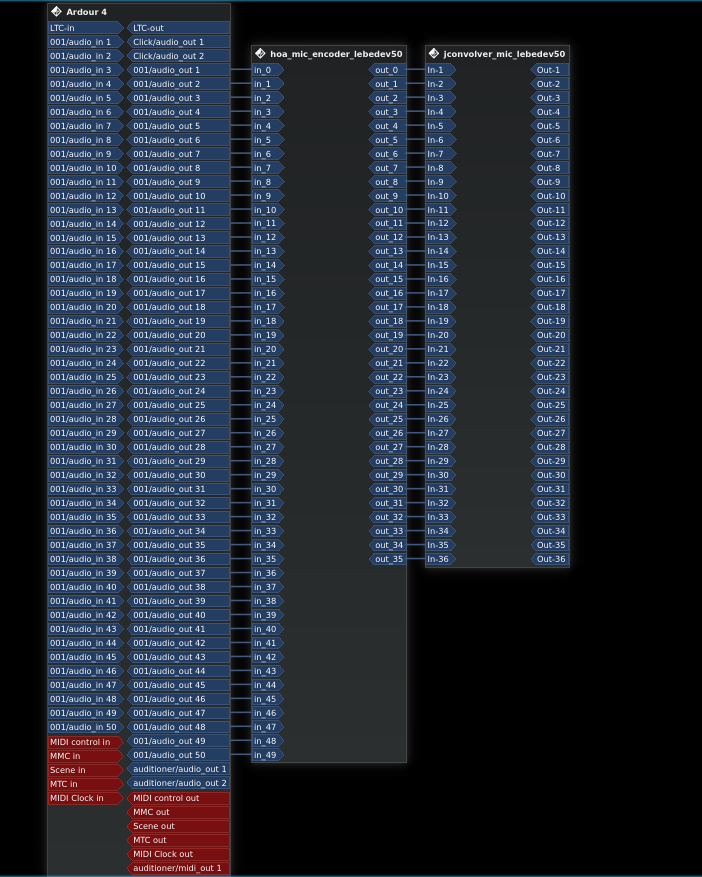 Ardour 4
LTC-in
001/audio_in 1
001/audio_in 2
001/audio_in 3
001/audio_in 4
001/audio_in 5
001/audio_in 6
001/audio_in 7
001/audio_in 8
001/audio_in 9
001/audio_in 10
001/audio_in 11
001/audio_in 12
001/audio_in 13
001/audio_in 14
001/audio_in 15
001/audio_in 16
001/audio_in 17
001/audio_in 18
001/audio_in 19
001/audio_in 20
001/audio_in 21
001/audio_in 22
001/audio_in 23
001/audio_in 24
001/audio_in 25
001/audio_in 26
001/audio_in 27
001/audio_in 28
001/audio_in 29
001/audio_in 30
001/audio_in 31
001/audio_in 32
001/audio_in 33
001/audio_in 34
001/audio_in 35
001/audio_in 36
001/audio_in 37
001/audio_in 38
001/audio_in 39
001/audio_in 40
001/audio_in 41
001/audio_in 42
001/audio_in 43
001/audio_in 44
001/audio_in 45
001/audio_in 46
001/audio_in 47
001/audio_in 48
001/audio_in 49
001/audio_in 50
MIDI control in
MMC in
Scene in
MTC in
MIDI Clock in
LTC-out
Click/audio_out 1
Click/audio_out 2
001/audio_out 1
001/audio_out 2
001/audio_out 3
001/audio_out 4
001/audio_out 5
001/audio_out 6
001/audio_out 7
001/audio_out 8
001/audio_out 9
001/audio_out 10
001/audio_out 11
001/audio_out 12
001/audio_out 13
001/audio_out 14
001/audio_out 15
001/audio_out 16
001/audio_out 17
001/audio_out 18
001/audio_out 19
001/audio_out 20
001/audio_out 21
001/audio_out 22
001/audio_out 23
001/audio_out 24
001/audio_out 25
001/audio_out 26
001/audio_out 27
001/audio_out 28
001/audio_out 29
001/audio_out 30
001/audio_out 31
001/audio_out 32
001/audio_out 33
001/audio_out 34
001/audio_out 35
001/audio_out 36
001/audio_out 37
001/audio_out 38
001/audio_out 39
001/audio_out 40
001/audio_out 41
001/audio_out 42
001/audio_out 43
001/audio_out 44
001/audio_out 45
001/audio_out 46
001/audio_out 47
001/audio_out 48
001/audio_out 49
001/audio_out 50
auditioner/audio_out 1
auditioner/audio_out 2
MIDI control out
MMC out
Scene out
MTC out
MIDI Clock out
auditioner/midi_out 1
hoa_mic_encoder_lebedev50
in_0
in_1
in_2
in_3
in_4
in_5
in_6
in_7
in_8
in_9
in_10
in_11
in_12
in_13
in_14
in_15
in_16
in_17
in_18
in_19
in_20
in_21
in_22
in_23
in_24
in_25
in_26
in_27
in_28
in_29
in_30
in_31
in_32
in_33
in_34
in_35
in_36
in_37
in_38
in_39
in_40
in_41
in_42
in_43
in_44
in_45
in_46
in_47
in_48
in_49
out_0
out_1
out_2
out_3
out_4
out_5
out_6
out_7
out_8
out_9
out_10
out_11
out_12
out_13
out_14
out_15
out_16
out_17
out_18
out_19
out_20
out_21
out_22
out_23
out_24
out_25
out_26
out_27
out_28
out_29
out_30
out_31
out_32
out_33
out_34
out_35
jconvolver_mic_lebedev50
In-1
In-2
In-3
In-4
In-5
In-6
In-7
In-8
In-9
In-10
In-11
In-12
In-13
In-14
In-15
In-16
In-17
In-18
In-19
In-20
In-21
In-22
In-23
In-24
In-25
In-26
In-27
In-28
In-29
In-30
In-31
In-32
In-33
In-34
In-35
In-36
Out-1
Out-2
Out-3
Out-4
Out-5
Out-6
Out-7
Out-8
Out-9
Out-10
Out-11
Out-12
Out-13
Out-14
Out-15
Out-16
Out-17
Out-18
Out-19
Out-20
Out-21
Out-22
Out-23
Out-24
Out-25
Out-26
Out-27
Out-28
Out-29
Out-30
Out-31
Out-32
Out-33
Out-34
Out-35
Out-36